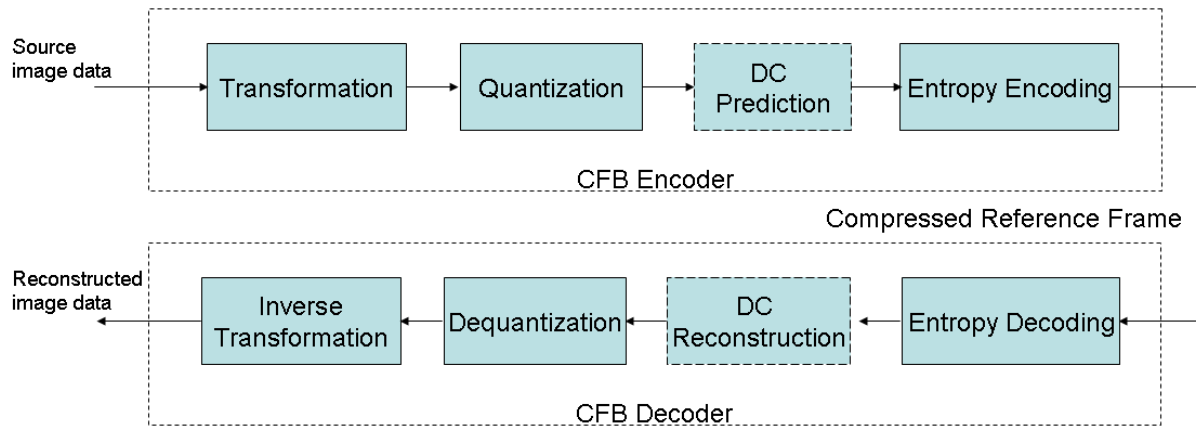 Source
image data
Transformation
Quantization
DC
Prediction
Entropy Encoding
CFB Encoder
Compressed Reference Frame
Reconstructed
image data
Inverse
Transformation
Dequantization
DC
Reconstruction
Entropy Decoding
CFB Decoder